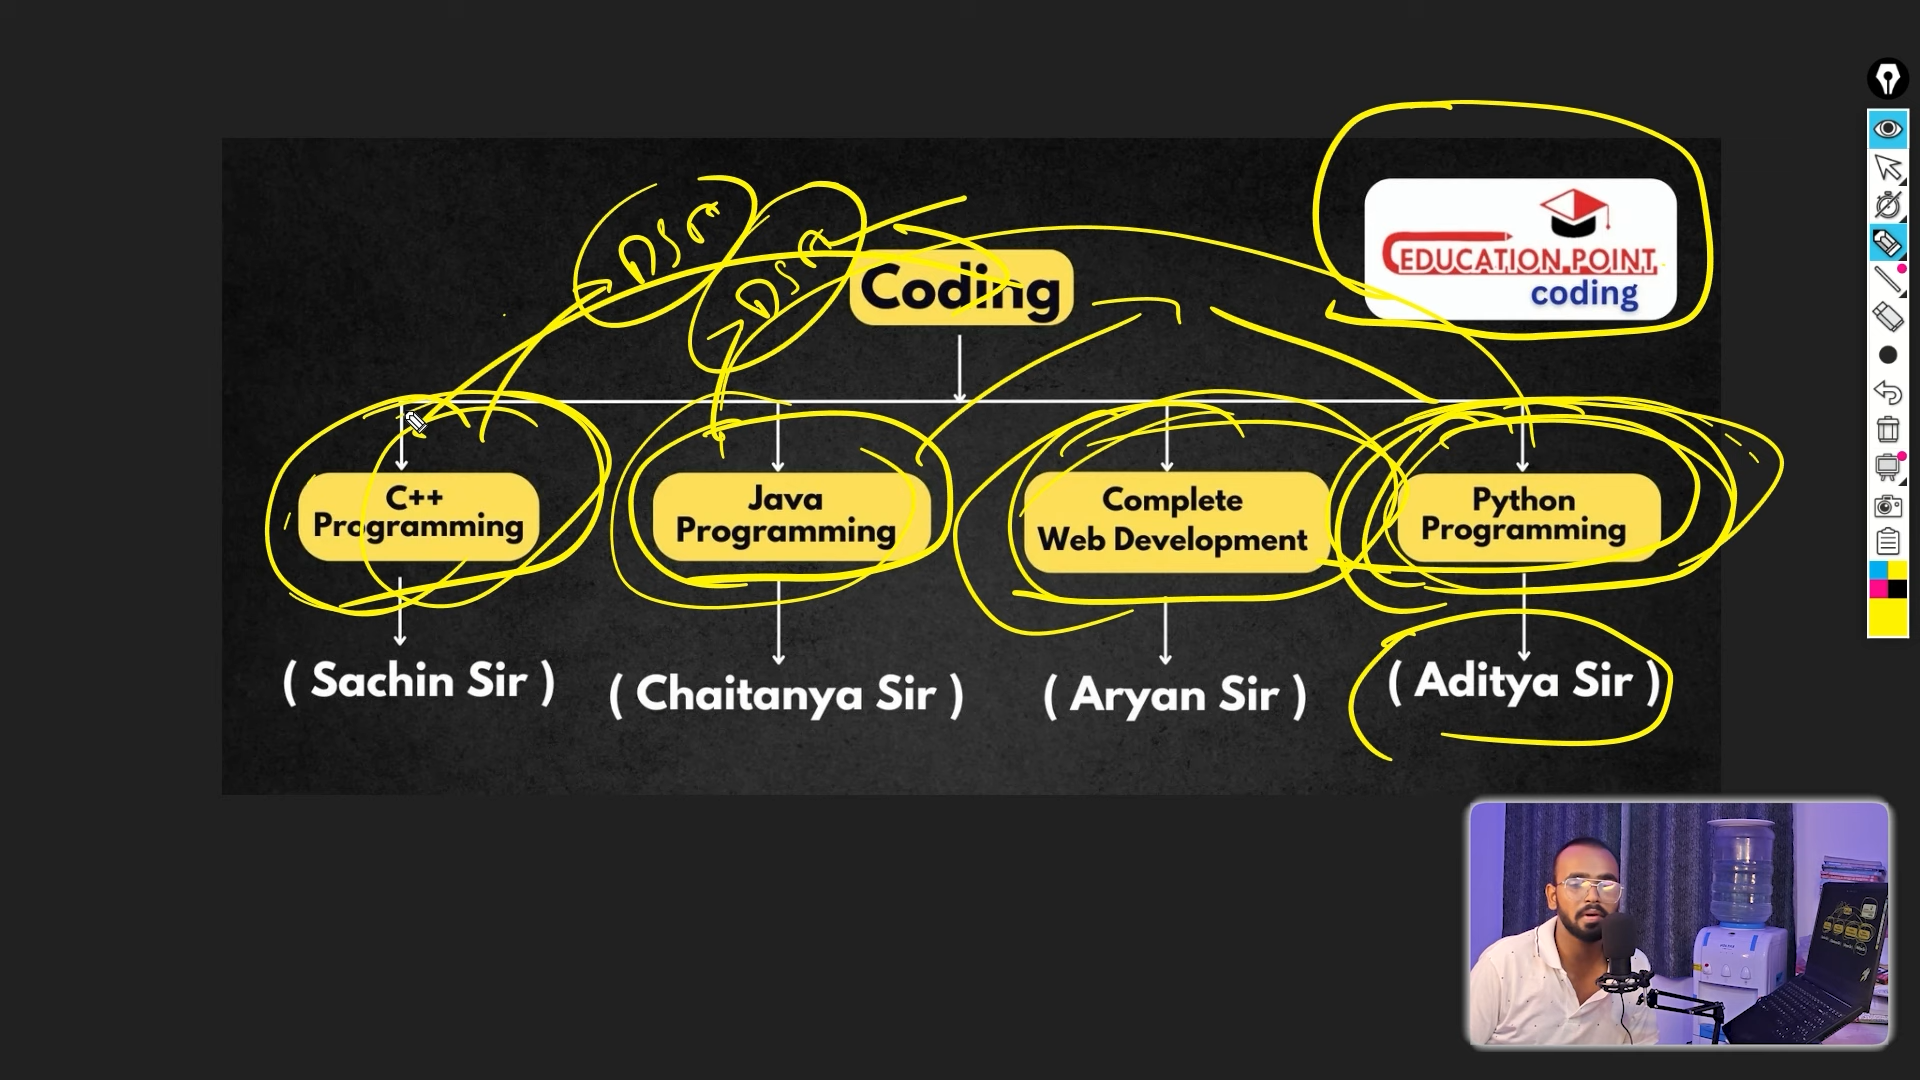 DSA
DSA
Coding
EDUCATION POINT
coding
C++
Programming
Java
Programming
Complete
Web Development
Python
Programming
( Sachin Sir )
( Chaitanya Sir )
( Aryan Sir )
( Aditya Sir )